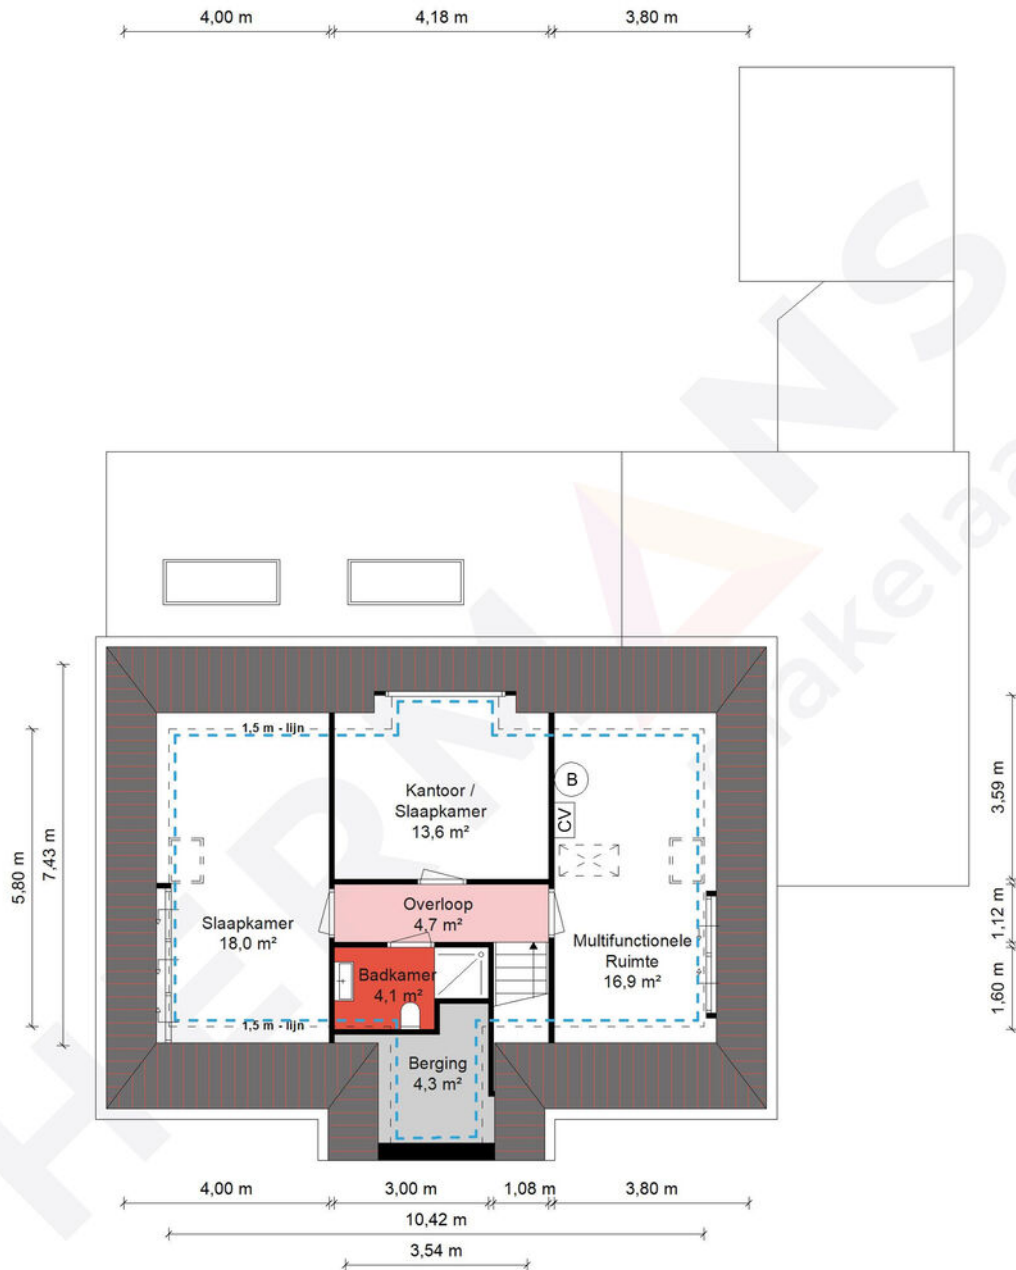 4,00 m
4,18 m
3,80 m
HERMANS
makelaa
1,5 m - lijn
Kantoor /
Slaapkamer
13,6 m²
B
CV
3,59 m
5,80 m
7,43 m
Overloop
4,7 m²
Slaapkamer
18,0 m²
Multifunctionele
Ruimte
16,9 m²
1,12 m
Badkamer
4,1 m²
1,60 m
1,5 m - lijn
Berging
4,3 m²
4,00 m
3,00 m
1,08 m
3,80 m
10,42 m
3,54 m